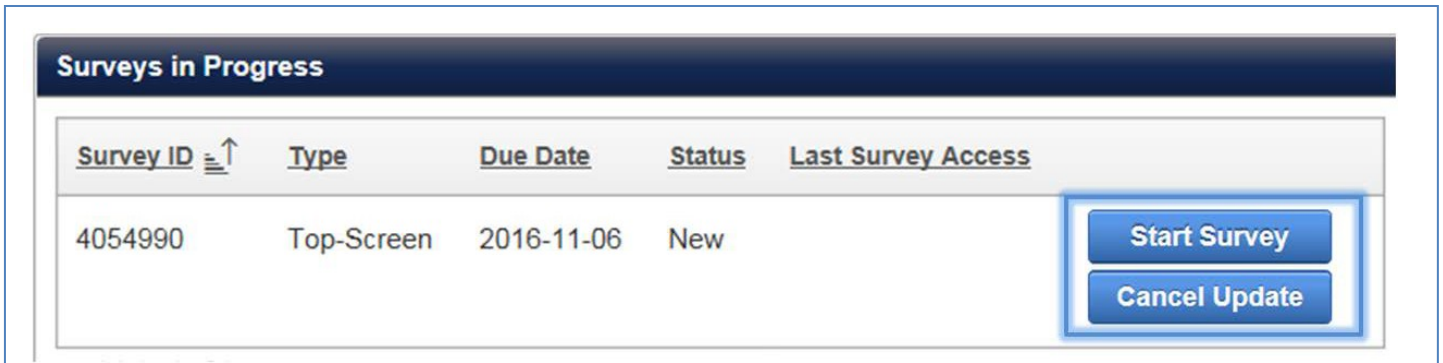 Surveys in Progress
Survey ID Type Due Date Status Last Survey Access
4054990 Top-Screen 2016-11-06 New Start Survey
Cancel Update